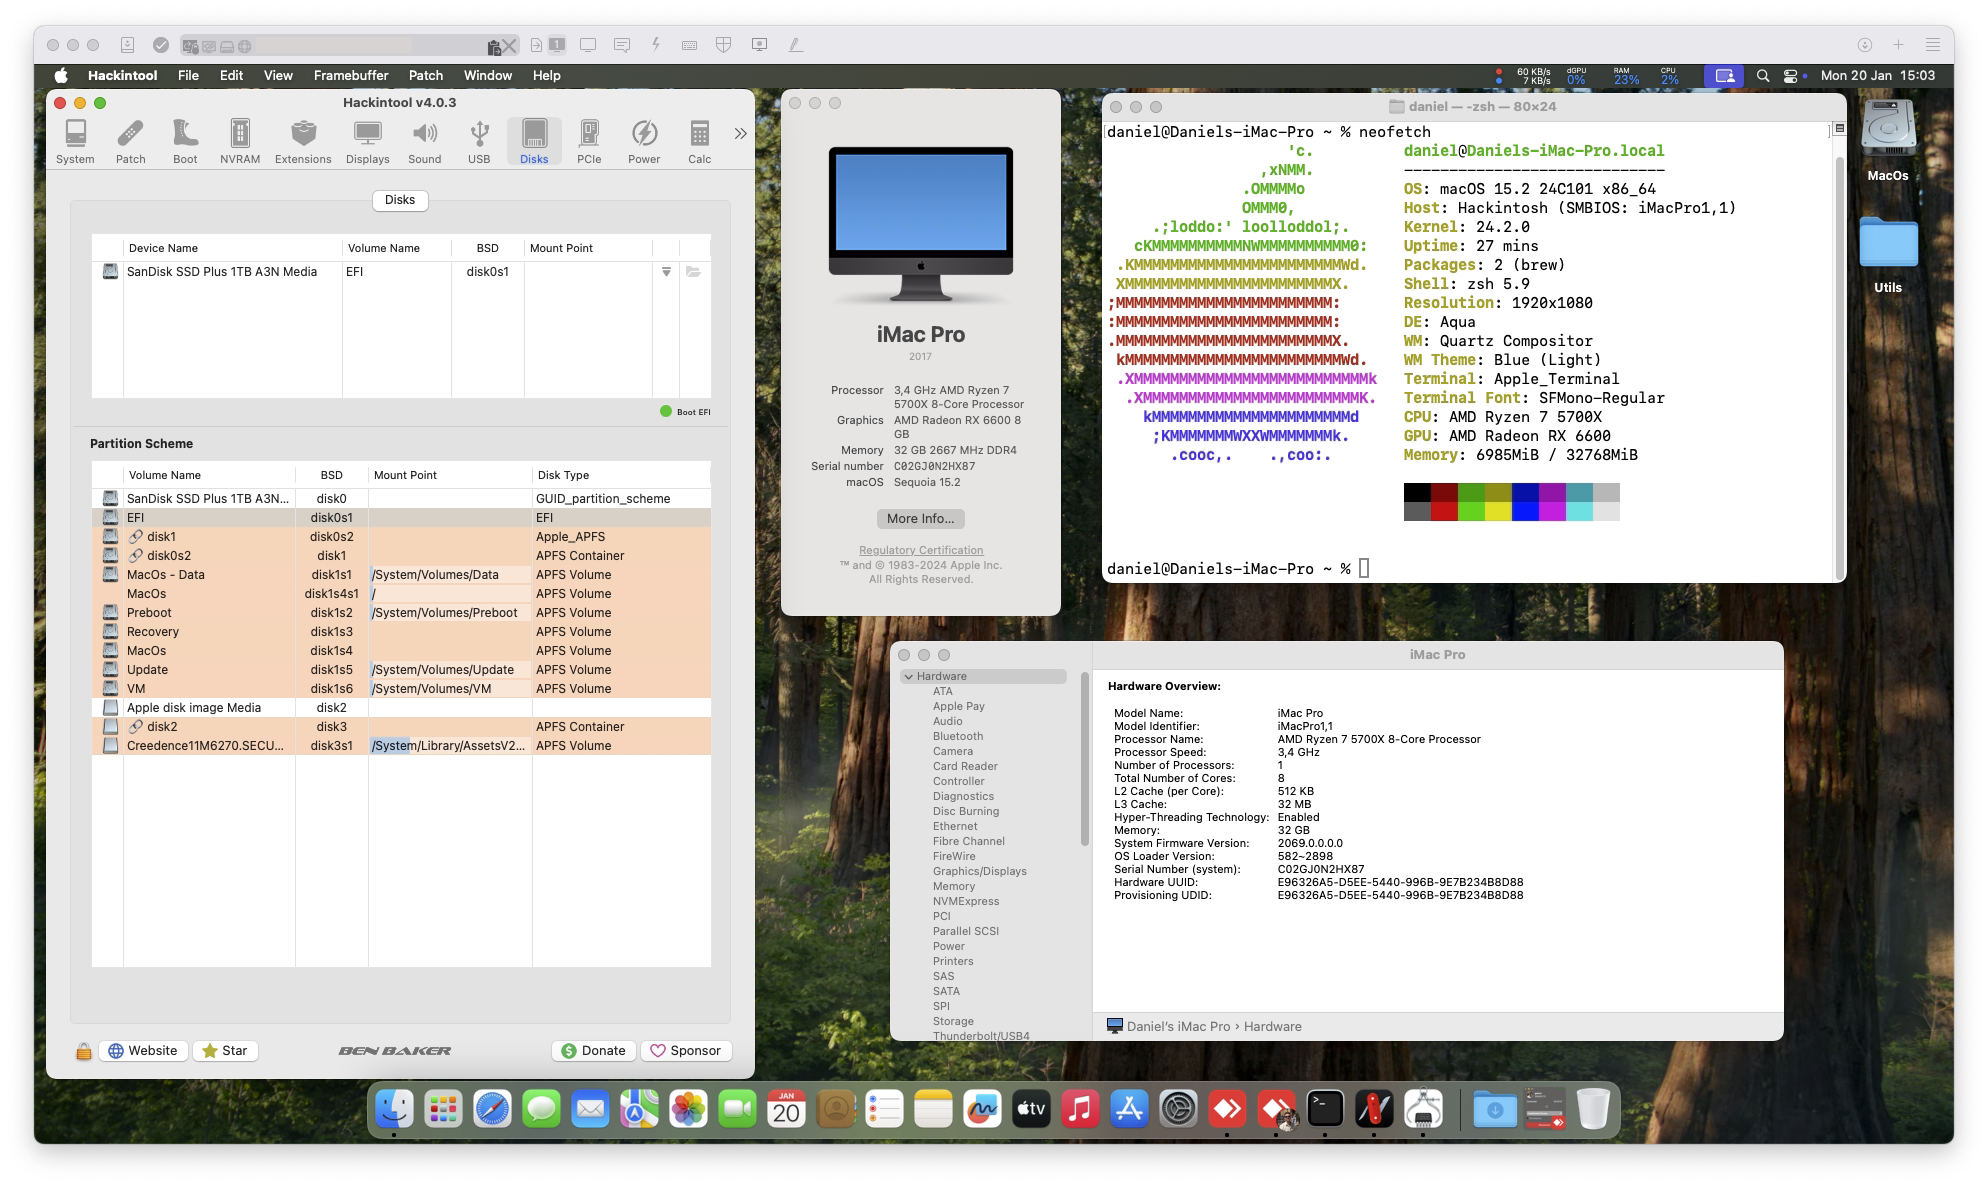 1
Hackintool File Edit View Framebuffer Patch Window Help
60 KB/s 7 KB/s dGPU 0% RAM 23% CPU 2% Mon 20 Jan 15:03
Hackintool v4.0.3
System Patch Boot NVRAM Extensions Displays Sound USB Disks PCIe Power Calc
Disks
Device Name Volume Name BSD Mount Point
SanDisk SSD Plus 1TB A3N Media EFI disk0s1
Boot EFI
Partition Scheme
Volume Name BSD Mount Point Disk Type
SanDisk SSD Plus 1TB A3N... disk0 GUID_partition_scheme
EFI disk0s1 EFI
disk1 disk0s2 Apple_APFS
disk0s2 disk1 APFS Container
MacOs - Data disk1s1 /System/Volumes/Data APFS Volume
MacOs disk1s4s1 / APFS Volume
Preboot disk1s2 /System/Volumes/Preboot APFS Volume
Recovery disk1s3 APFS Volume
MacOs disk1s4 APFS Volume
Update disk1s5 /System/Volumes/Update APFS Volume
VM disk1s6 /System/Volumes/VM APFS Volume
Apple disk image Media disk2
disk2 disk3 APFS Container
Creedence11M6270.SECU... disk3s1 /System/Library/AssetsV2... APFS Volume
Website Star BEN BAKER Donate Sponsor
iMac Pro
2017
Processor 3,4 GHz AMD Ryzen 7
5700X 8-Core Processor
Graphics AMD Radeon RX 6600 8
GB
Memory 32 GB 2667 MHz DDR4
Serial number C02GJ0N2HX87
macOS Sequoia 15.2
More Info...
Regulatory Certification
™ and © 1983-2024 Apple Inc.
All Rights Reserved.
daniel — -zsh — 80×24
[daniel@Daniels-iMac-Pro ~ % neofetch ]
'c. daniel@Daniels-iMac-Pro.local
,xNMM. -----------------------------
.OMMMMo OS: macOS 15.2 24C101 x86_64
OMMM0, Host: Hackintosh (SMBIOS: iMacPro1,1)
.;loddo:' loolloddol;. Kernel: 24.2.0
cKMMMMMMMMMMNWMMMMMMMMMM0: Uptime: 27 mins
.KMMMMMMMMMMMMMMMMMMMMMMMWd. Packages: 2 (brew)
XMMMMMMMMMMMMMMMMMMMMMMMX. Shell: zsh 5.9
;MMMMMMMMMMMMMMMMMMMMMMMM: Resolution: 1920x1080
:MMMMMMMMMMMMMMMMMMMMMMMM: DE: Aqua
.MMMMMMMMMMMMMMMMMMMMMMMMX. WM: Quartz Compositor
kMMMMMMMMMMMMMMMMMMMMMMMMWd. WM Theme: Blue (Light)
.XMMMMMMMMMMMMMMMMMMMMMMMMMMk Terminal: Apple_Terminal
.XMMMMMMMMMMMMMMMMMMMMMMMMK. Terminal Font: SFMono-Regular
kMMMMMMMMMMMMMMMMMMMMMMd CPU: AMD Ryzen 7 5700X
;KMMMMMMMWXXWMMMMMMMk. GPU: AMD Radeon RX 6600
.cooc,. .,coo:. Memory: 6985MiB / 32768MiB
daniel@Daniels-iMac-Pro ~ %
MacOs
Utils
iMac Pro
Hardware
ATA
Apple Pay
Audio
Bluetooth
Camera
Card Reader
Controller
Diagnostics
Disc Burning
Ethernet
Fibre Channel
FireWire
Graphics/Displays
Memory
NVMExpress
PCI
Parallel SCSI
Power
Printers
SAS
SATA
SPI
Storage
Thunderbolt/USB4
Hardware Overview:
Model Name: iMac Pro
Model Identifier: iMacPro1,1
Processor Name: AMD Ryzen 7 5700X 8-Core Processor
Processor Speed: 3,4 GHz
Number of Processors: 1
Total Number of Cores: 8
L2 Cache (per Core): 512 KB
L3 Cache: 32 MB
Hyper-Threading Technology: Enabled
Memory: 32 GB
System Firmware Version: 2069.0.0.0.0
OS Loader Version: 582~2898
Serial Number (system): C02GJ0N2HX87
Hardware UUID: E96326A5-D5EE-5440-996B-9E7B234B8D88
Provisioning UDID: E96326A5-D5EE-5440-996B-9E7B234B8D88
Daniel's iMac Pro › Hardware
JAN
20
tv
>_